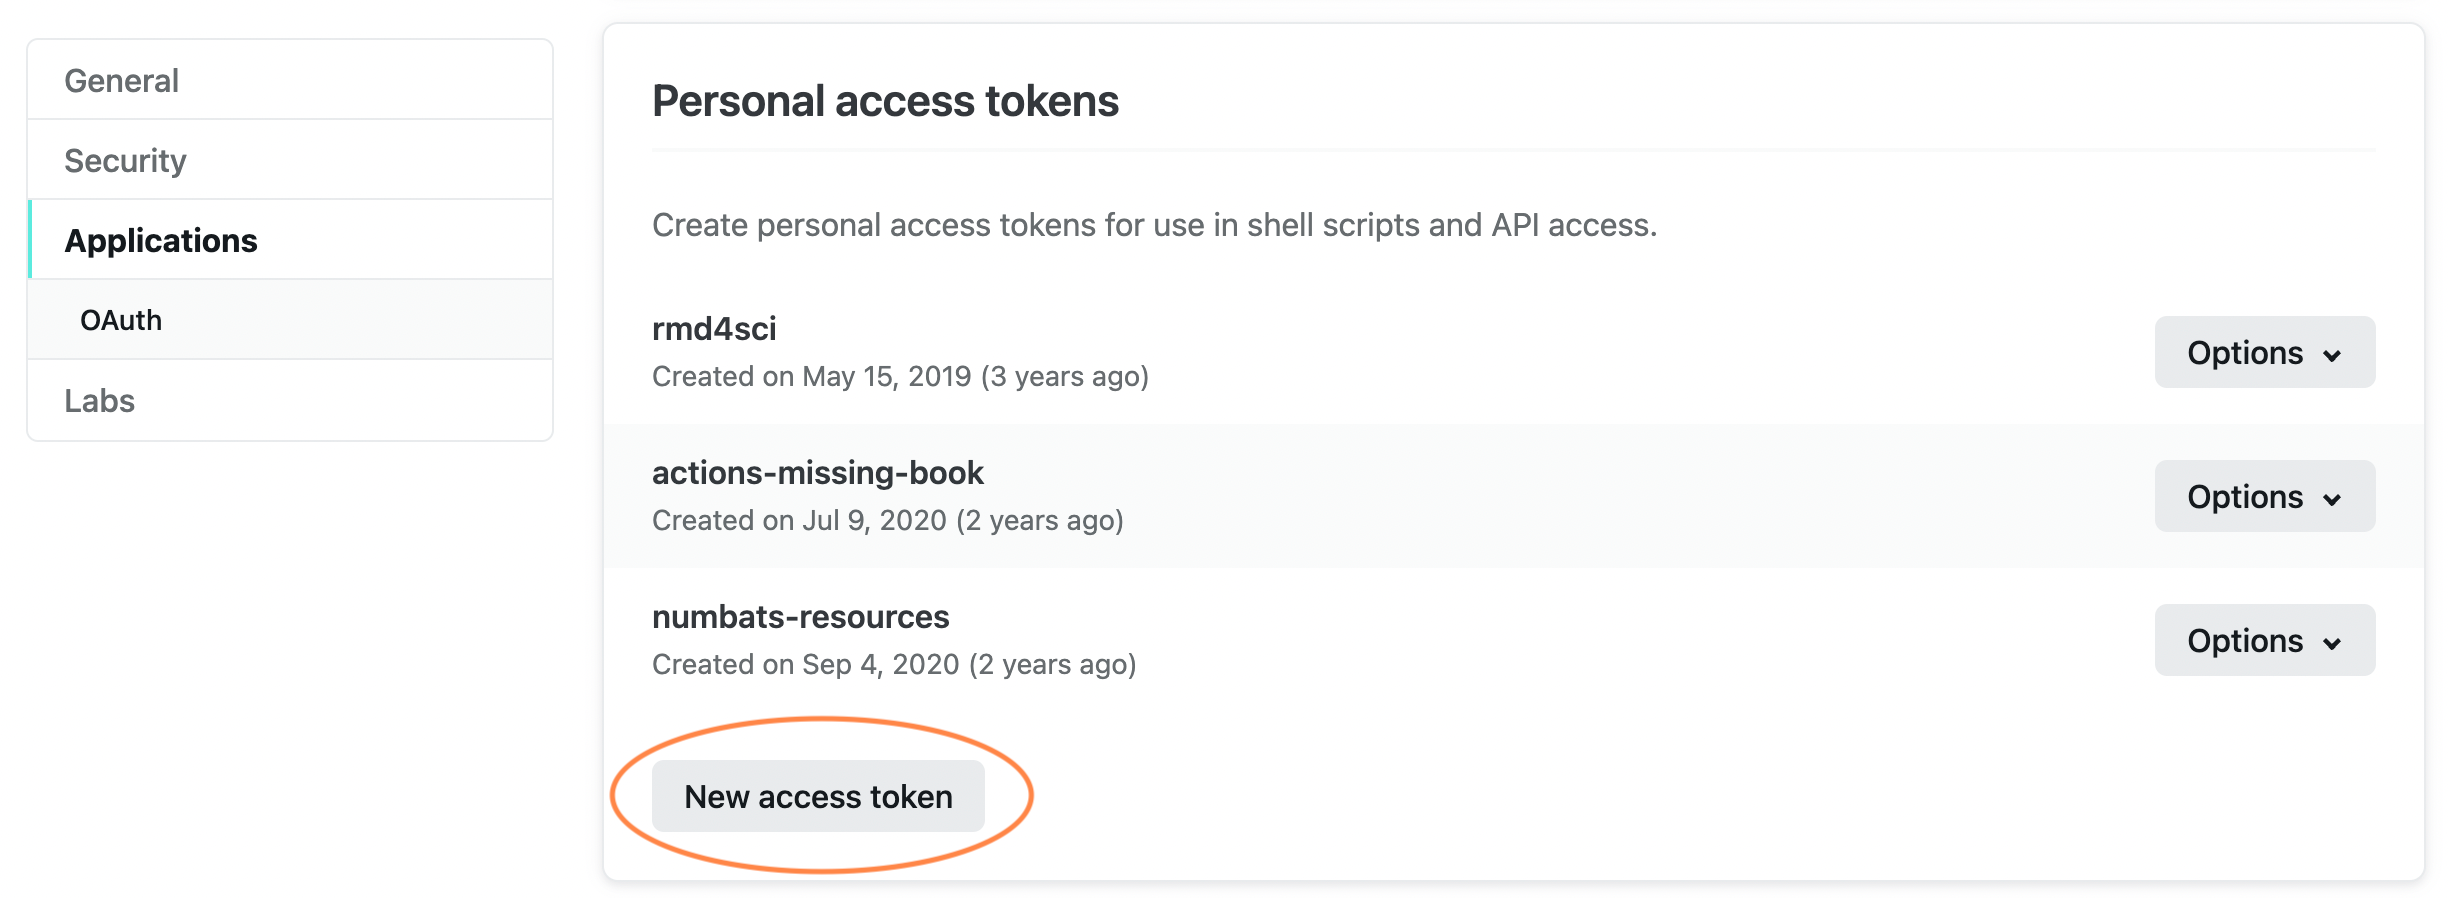 General
Security
Applications
OAuth
Labs
Personal access tokens
Create personal access tokens for use in shell scripts and API access.
rmd4sci
Created on May 15, 2019 (3 years ago)
Options
actions-missing-book
Created on Jul 9, 2020 (2 years ago)
Options
numbats-resources
Created on Sep 4, 2020 (2 years ago)
Options
New access token